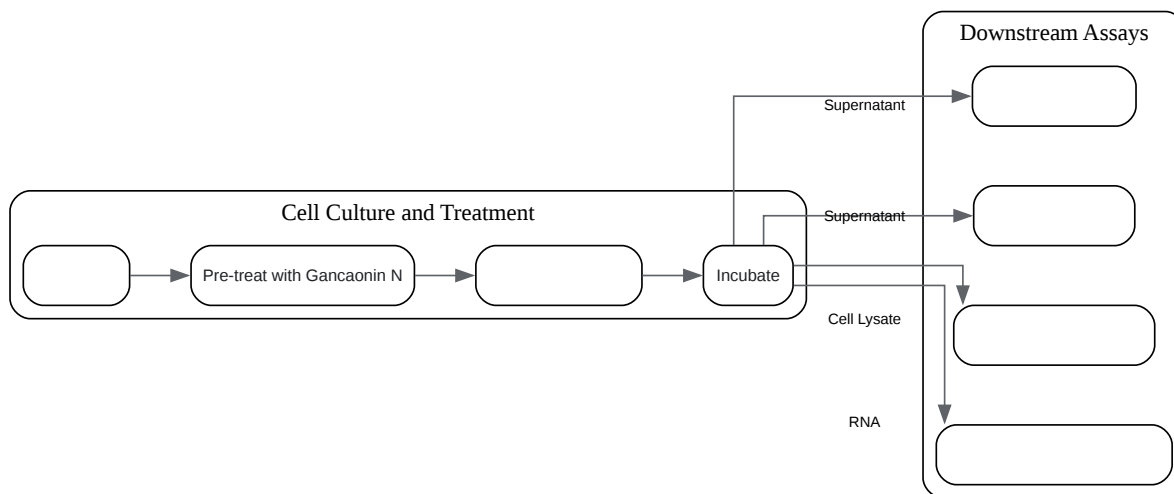 Downstream Assays
Supernatant
Cell Culture and Treatment
Supernatant
Pre-treat with Gancaonin N
Incubate
Cell Lysate
RNA